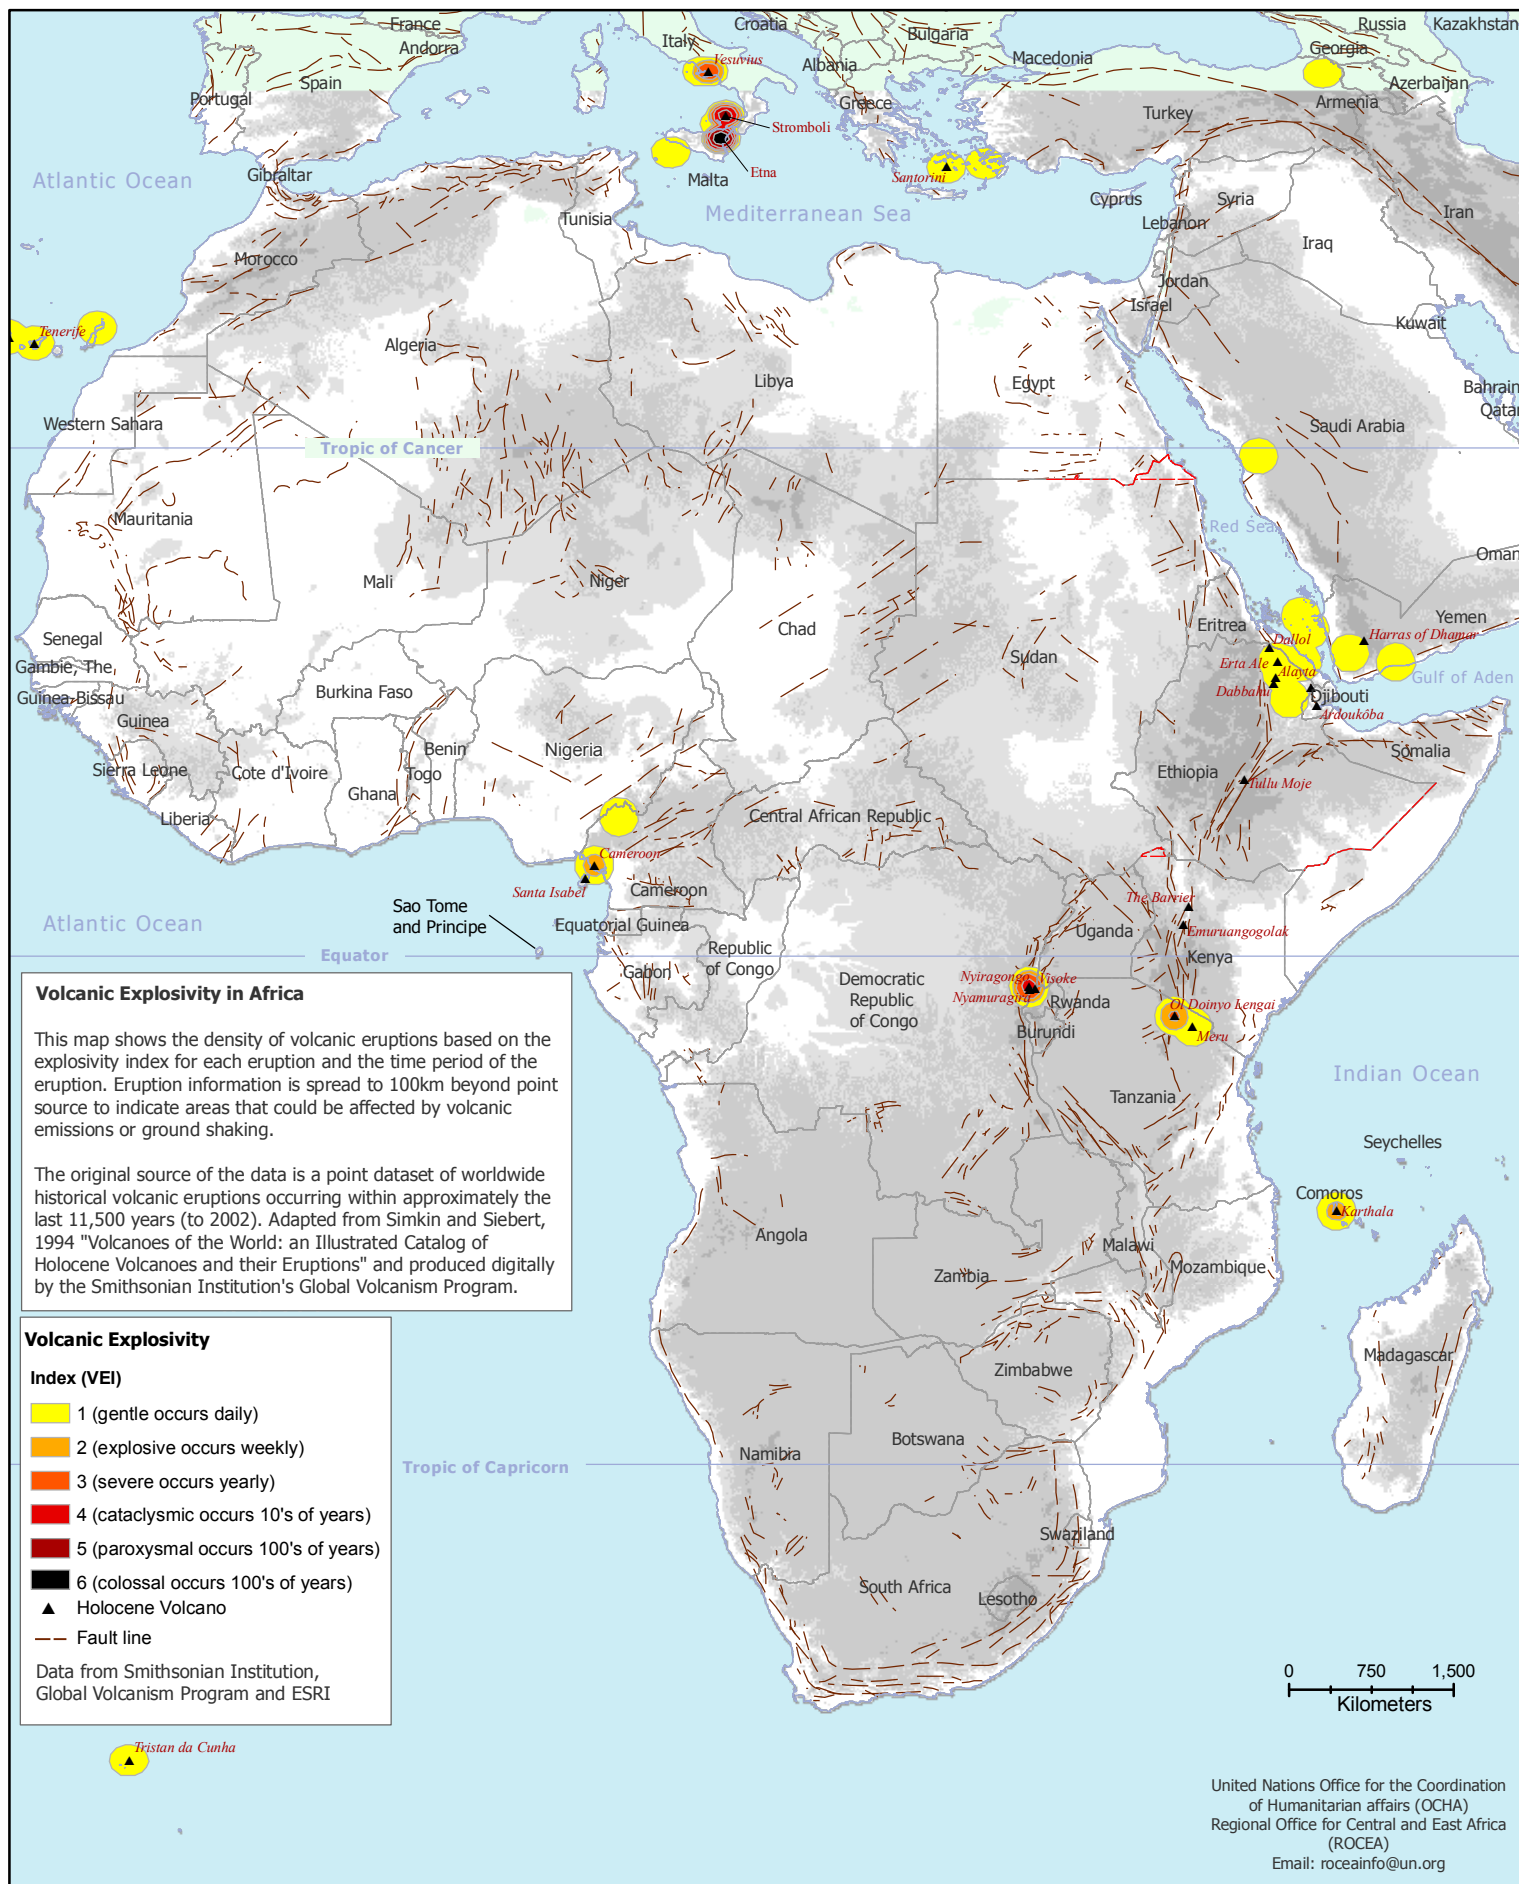 France
Croatia
Russia
Kazakhstan
Andorra
Italy
Bulgaria
Georgia
Vesuvius
Albania
Macedonia
Spain
Azerbaijan
Portugal
Greece
Armenia
Turkey
Stromboli
Gibraltar
Etna
Santorini
Atlantic Ocean
Malta
Cyprus
Syria
Mediterranean Sea
Iran
Tunisia
Lebanon
Iraq
Morocco
Jordan
Israel
Kuwait
Tenerife
Algeria
Libya
Egypt
Bahrain
Qatar
Western Sahara
Saudi Arabia
Tropic of Cancer
Mauritania
Red Sea
Oman
Mali
Niger
Yemen
Senegal
Chad
Eritrea
Dallol
Harras of Dhamar
Sudan
Gambie, The
Erta Ale
Alayta
Gulf of Aden
Guinea-Bissau
Burkina Faso
Dabbahu
Djibouti
Ardoukôba
Guinea
Benin
Nigeria
Somalia
Sierra Leone
Cote d'Ivoire
Togo
Ethiopia
Tullu Moje
Ghana
Liberia
Central African Republic
Cameroon
Santa Isabel
Cameroon
The Barrier
Sao Tome
and Principe
Atlantic Ocean
Equatorial Guinea
Uganda
Emuruangogolak
Equator
Republic
of Congo
Kenya
Gabon
Democratic
Republic
of Congo
Nyiragongo
Visoke
Nyamuragira
Rwanda
Ol Doinyo Lengai
Burundi
Meru
Indian Ocean
Tanzania
Seychelles
Comoros
Karthala
Angola
Malawi
Zambia
Mozambique
Zimbabwe
Madagascar
Botswana
Namibia
Tropic of Capricorn
Swaziland
South Africa
Lesotho
Volcanic Explosivity in Africa
This map shows the density of volcanic eruptions based on the
explosivity index for each eruption and the time period of the
eruption. Eruption information is spread to 100km beyond point
source to indicate areas that could be affected by volcanic
emissions or ground shaking.
The original source of the data is a point dataset of worldwide
historical volcanic eruptions occurring within approximately the
last 11,500 years (to 2002). Adapted from Simkin and Siebert,
1994 "Volcanoes of the World: an Illustrated Catalog of
Holocene Volcanoes and their Eruptions" and produced digitally
by the Smithsonian Institution's Global Volcanism Program.
Volcanic Explosivity
Index (VEI)
1 (gentle occurs daily)
2 (explosive occurs weekly)
3 (severe occurs yearly)
4 (cataclysmic occurs 10's of years)
5 (paroxysmal occurs 100's of years)
6 (colossal occurs 100's of years)
Holocene Volcano
Fault line
Data from Smithsonian Institution,
Global Volcanism Program and ESRI
0 750 1,500
Kilometers
Tristan da Cunha
United Nations Office for the Coordination
of Humanitarian affairs (OCHA)
Regional Office for Central and East Africa
(ROCEA)
Email: roceainfo@un.org